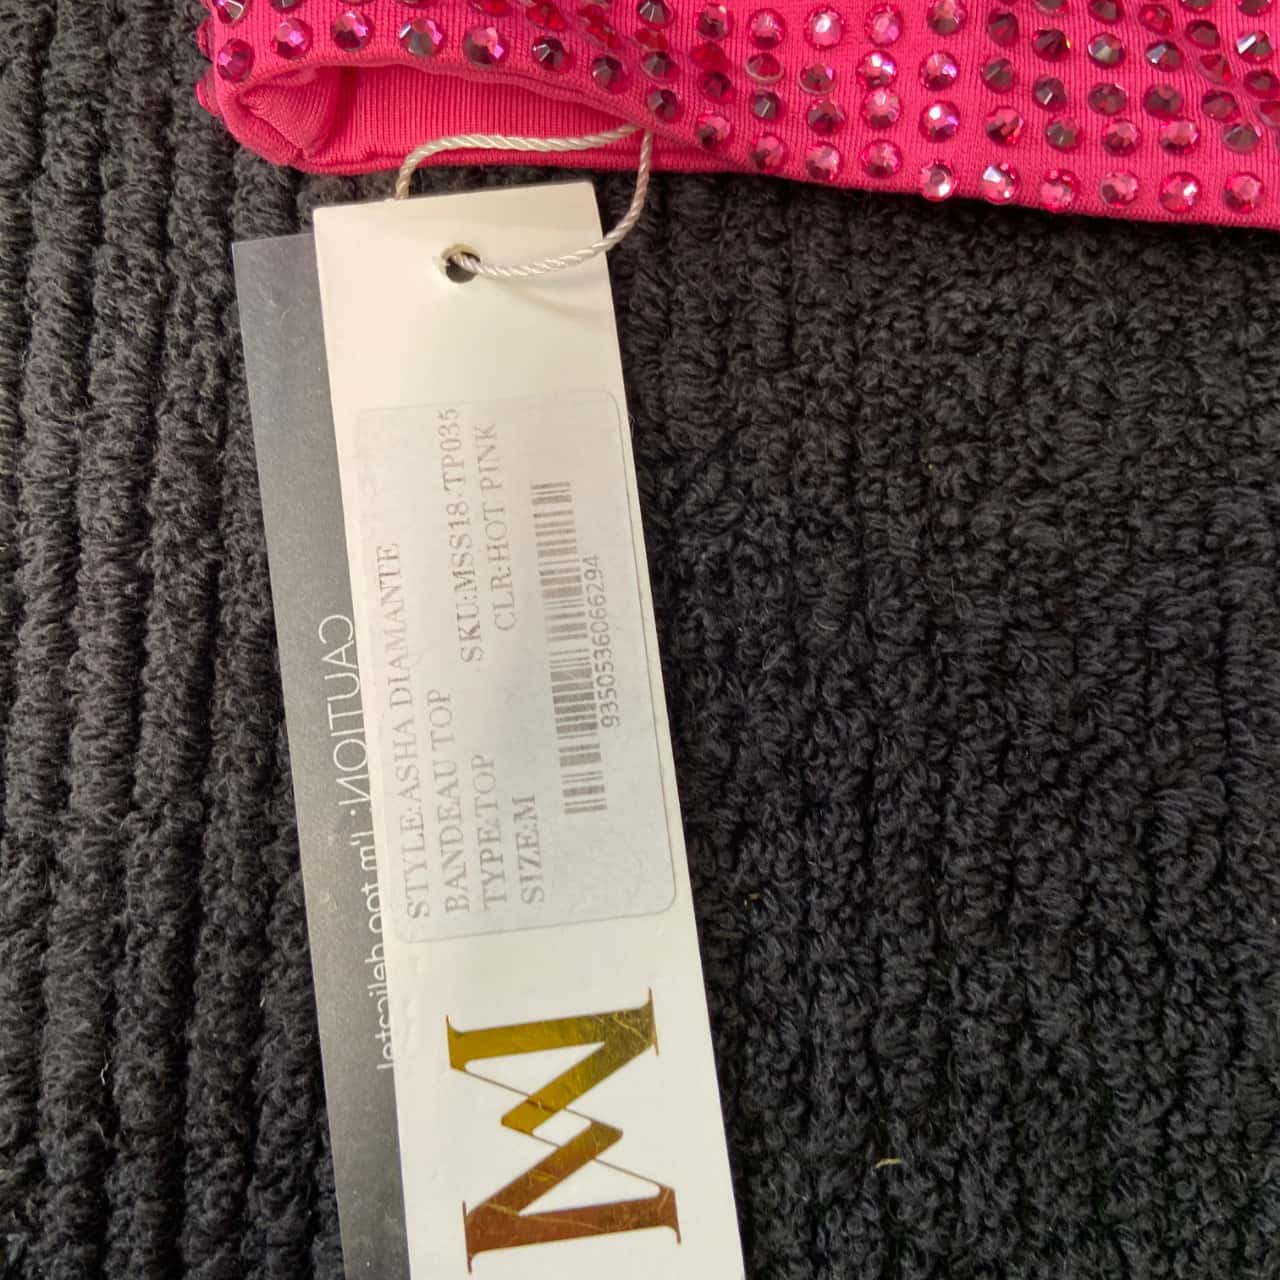 STYLE:ASHA DIAMANTE
BANDEAU TOP
SKU:MSS18-TP035
TYPE:TOP
CLR:HOT PINK
SIZE:M
9350536066294
M
CAUTION: I'm too delicate!